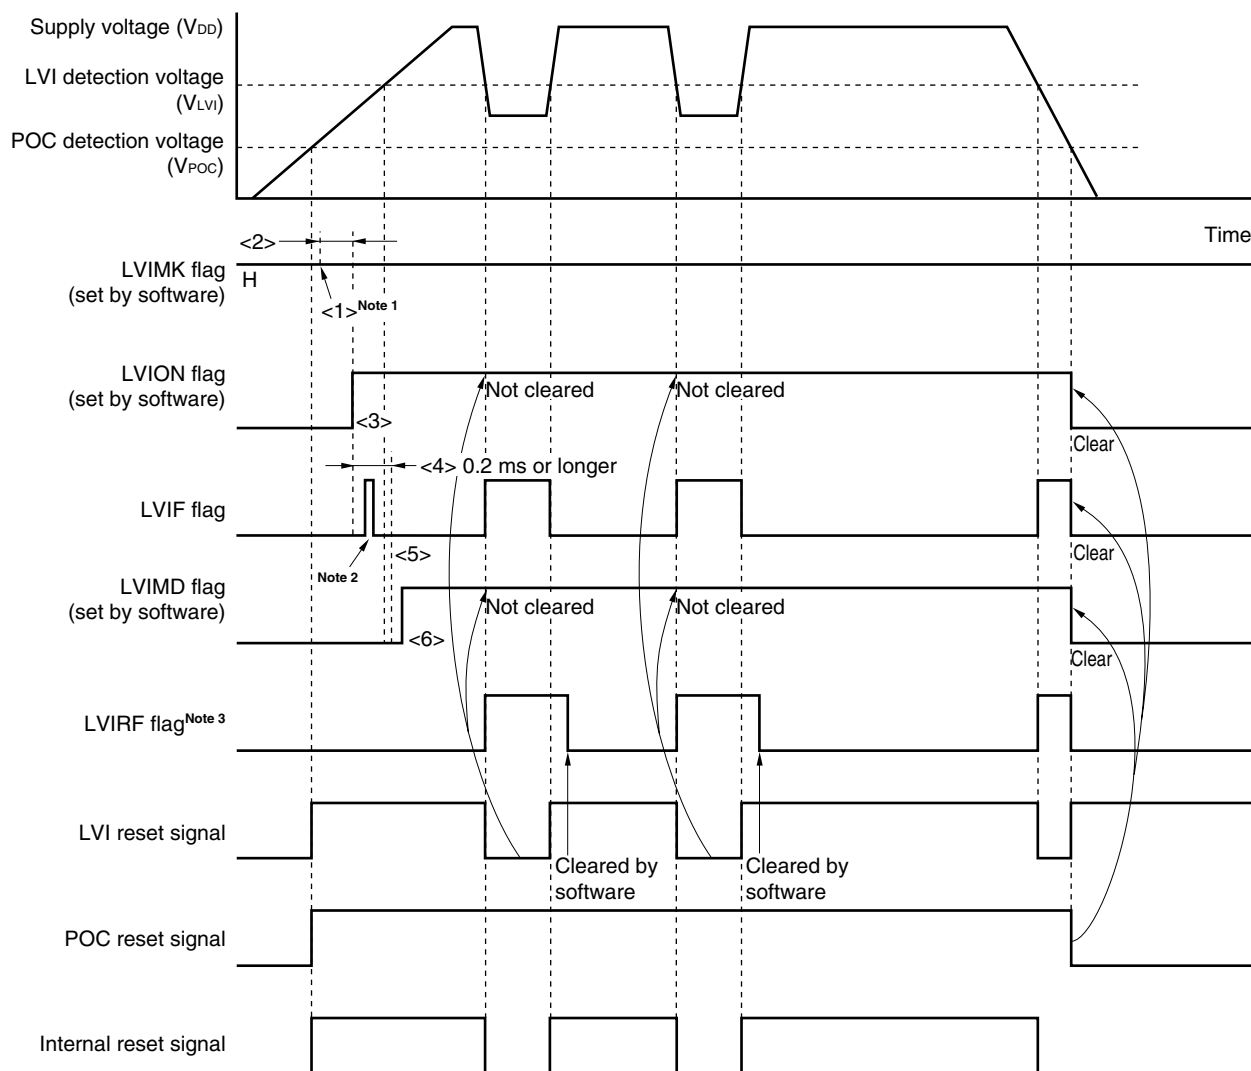 Supply voltage (VDD)
LVI detection voltage
(VLVI)
POC detection voltage
(VPOC)
Time
<2>
LVIMK flag
(set by software)
H
<1>Note 1
LVION flag
(set by software)
Not cleared
Not cleared
<3>
Clear
<4> 0.2 ms or longer
LVIF flag
Note 2
<5>
Clear
LVIMD flag
(set by software)
Not cleared
Not cleared
<6>
Clear
LVIRF flagNote 3
LVI reset signal
Cleared by
software
Cleared by
software
POC reset signal
Internal reset signal